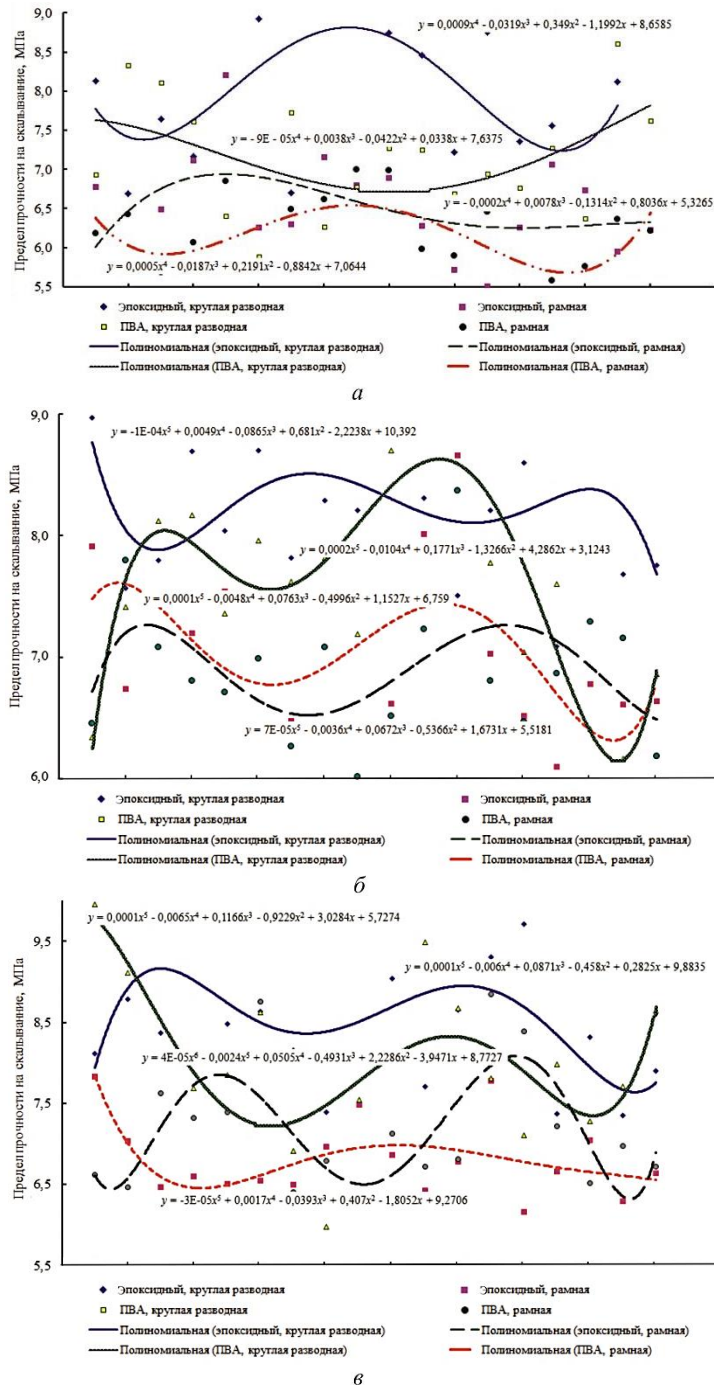 Предел прочности на скалывание, МПа
9,0
8,5
8,0
7,5
7,0
6,5
6,0
5,5
y = 0,0009x⁴ - 0,0319x³ + 0,349x² - 1,1992x + 8,6585
y = -9E - 05x⁴ + 0,0038x³ - 0,0422x² + 0,0338x + 7,6375
y = -0,0002x⁴ + 0,0078x³ - 0,1314x² + 0,8036x + 5,3265
y = 0,0005x⁴ - 0,0187x³ + 0,2191x² - 0,8842x + 7,0644
Эпоксидный, круглая разводная
Эпоксидный, рамная
ПВА, круглая разводная
ПВА, рамная
Полиномиальная (эпоксидный, круглая разводная)
Полиномиальная (эпоксидный, рамная)
Полиномиальная (ПВА, круглая разводная)
Полиномиальная (ПВА, рамная)
а
Предел прочности на скалывание, МПа
9,0
8,0
7,0
6,0
y = -1E-04x⁵ + 0,0049x⁴ - 0,0865x³ + 0,681x² - 2,2238x + 10,392
y = 0,0002x⁵ - 0,0104x⁴ + 0,1771x³ - 1,3266x² + 4,2862x + 3,1243
y = 0,0001x⁵ - 0,0048x⁴ + 0,0763x³ - 0,4996x² + 1,1527x + 6,759
y = 7E-05x⁵ - 0,0036x⁴ + 0,0672x³ - 0,5366x² + 1,6731x + 5,5181
Эпоксидный, круглая разводная
Эпоксидный, рамная
ПВА, круглая разводная
ПВА, рамная
Полиномиальная (эпоксидный, круглая разводная)
Полиномиальная (эпоксидный, рамная)
Полиномиальная (ПВА, круглая разводная)
Полиномиальная (ПВА, рамная)
б
Предел прочности на скалывание, МПа
9,5
8,5
7,5
6,5
5,5
y = 0,0001x⁵ - 0,0065x⁴ + 0,1166x³ - 0,9229x² + 3,0284x + 5,7274
y = 0,0001x⁵ - 0,006x⁴ + 0,0871x³ - 0,458x² + 0,2825x + 9,8835
y = 4E-05x⁶ - 0,0024x⁵ + 0,0505x⁴ - 0,4931x³ + 2,2286x² - 3,9471x + 8,7727
y = -3E-05x⁵ + 0,0017x⁴ - 0,0393x³ + 0,407x² - 1,8052x + 9,2706
Эпоксидный, круглая разводная
Эпоксидный, рамная
ПВА, круглая разводная
ПВА, рамная
Полиномиальная (эпоксидный, круглая разводная)
Полиномиальная (эпоксидный, рамная)
Полиномиальная (ПВА, круглая разводная)
Полиномиальная (ПВА, рамная)
в